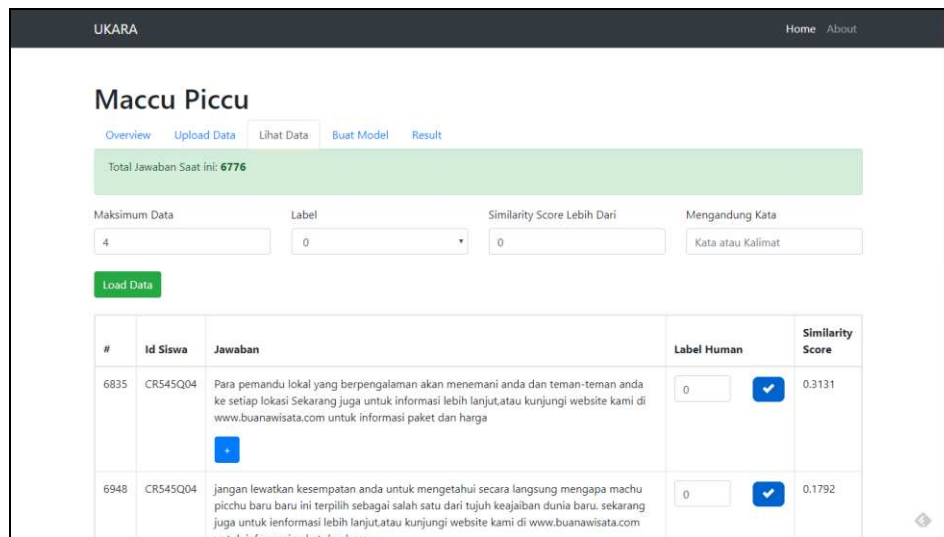 UKARA Home About
Maccu Piccu
Overview Upload Data Lihat Data Buat Model Result
Total Jawaban Saat ini: 6776
Maksimum Data Label Similarity Score Lebih Dari Mengandung Kata
4 0 0 Kata atau Kalimat
Load Data
# Id Siswa Jawaban Label Human Similarity Score
6835 CR545Q04 Para pemandu lokal yang berpengalaman akan menemani anda dan teman-teman anda 0 0.3131
ke setiap lokasi Sekarang juga untuk informasi lebih lanjut,atau kunjungi website kami di
www.buanawisata.com untuk informasi paket dan harga
+
6948 CR545Q04 jangan lewatkan kesempatan anda untuk mengetahui secara langsung mengapa machu 0 0.1792
picchu baru baru ini terpilih sebagai salah satu dari tujuh keajaiban dunia baru. sekarang
juga untuk ienformasi lebih lanjut,atau kunjungi website kami di www.buanawisata.com